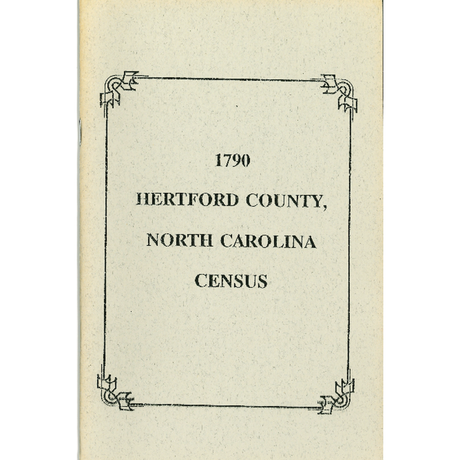 1790
HERTFORD COUNTY,
NORTH CAROLINA
CENSUS